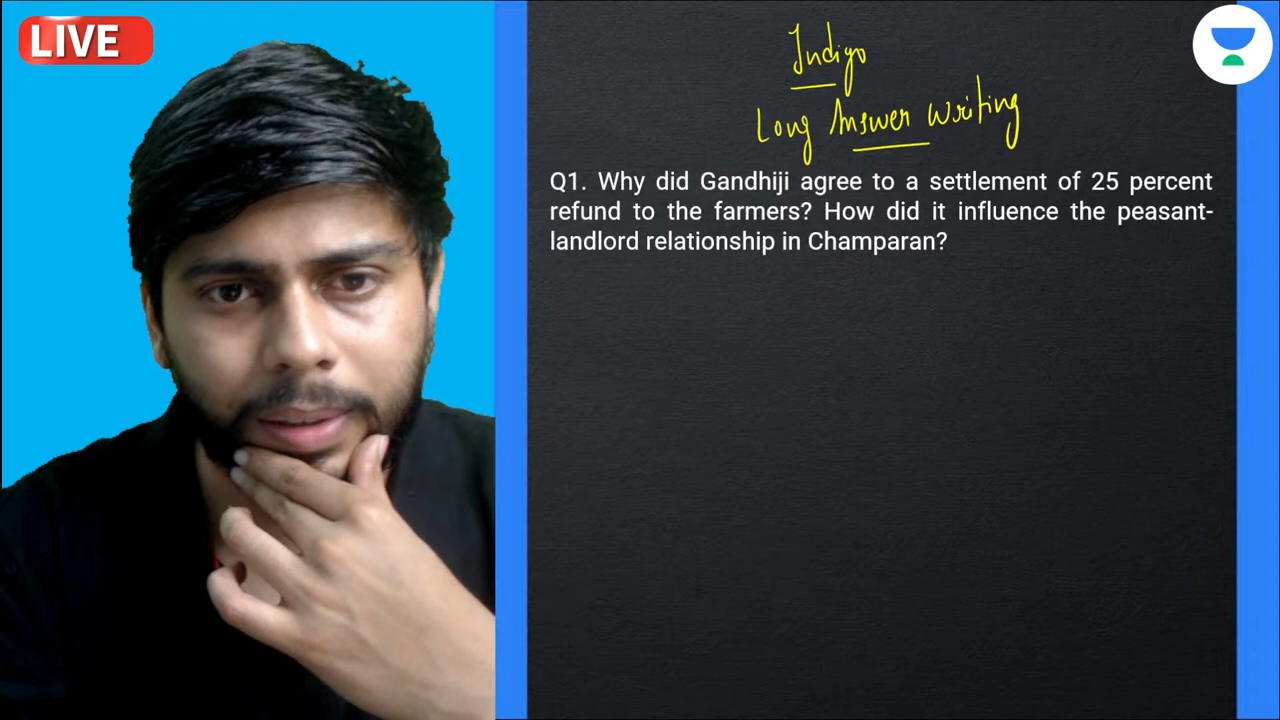 LIVE
Indigo
Long Answer Writing
Q1. Why did Gandhiji agree to a settlement of 25 percent
refund to the farmers? How did it influence the peasant-
landlord relationship in Champaran?